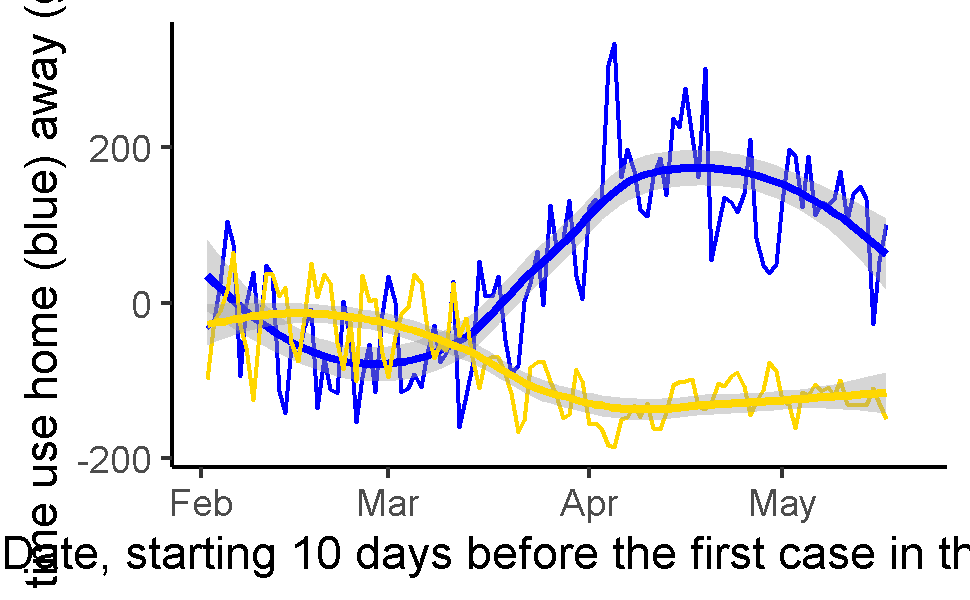 time use home (blue) away (
200
0
-200
Feb Mar Apr May
Date, starting 10 days before the first case in th